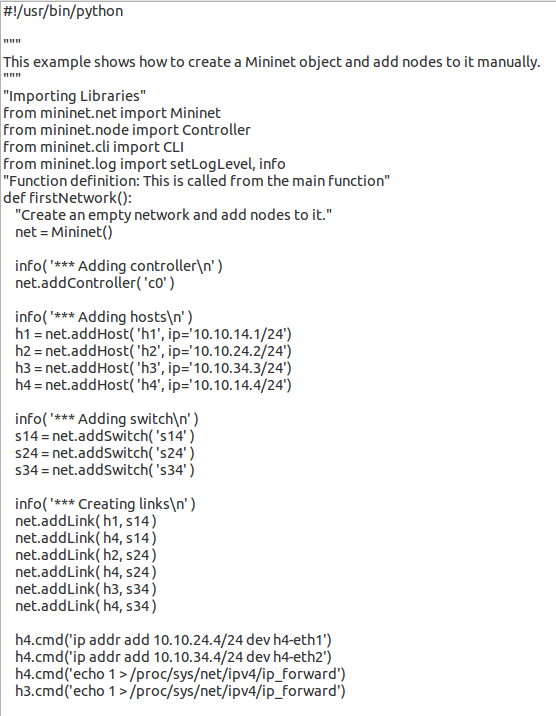 #!/usr/bin/python
"""
This example shows how to create a Mininet object and add nodes to it manually.
"""
"Importing Libraries"
from mininet.net import Mininet
from mininet.node import Controller
from mininet.cli import CLI
from mininet.log import setLogLevel, info
"Function definition: This is called from the main function"
def firstNetwork():
"Create an empty network and add nodes to it."
net = Mininet()
info( '*** Adding controller\n' )
net.addController( 'c0' )
info( '*** Adding hosts\n' )
h1 = net.addHost( 'h1', ip='10.10.14.1/24')
h2 = net.addHost( 'h2', ip='10.10.24.2/24')
h3 = net.addHost( 'h3', ip='10.10.34.3/24')
h4 = net.addHost( 'h4', ip='10.10.14.4/24')
info( '*** Adding switch\n' )
s14 = net.addSwitch( 's14' )
s24 = net.addSwitch( 's24' )
s34 = net.addSwitch( 's34' )
info( '*** Creating links\n' )
net.addLink( h1, s14 )
net.addLink( h4, s14 )
net.addLink( h2, s24 )
net.addLink( h4, s24 )
net.addLink( h3, s34 )
net.addLink( h4, s34 )
h4.cmd('ip addr add 10.10.24.4/24 dev h4-eth1')
h4.cmd('ip addr add 10.10.34.4/24 dev h4-eth2')
h4.cmd('echo 1 > /proc/sys/net/ipv4/ip_forward')
h3.cmd('echo 1 > /proc/sys/net/ipv4/ip_forward')